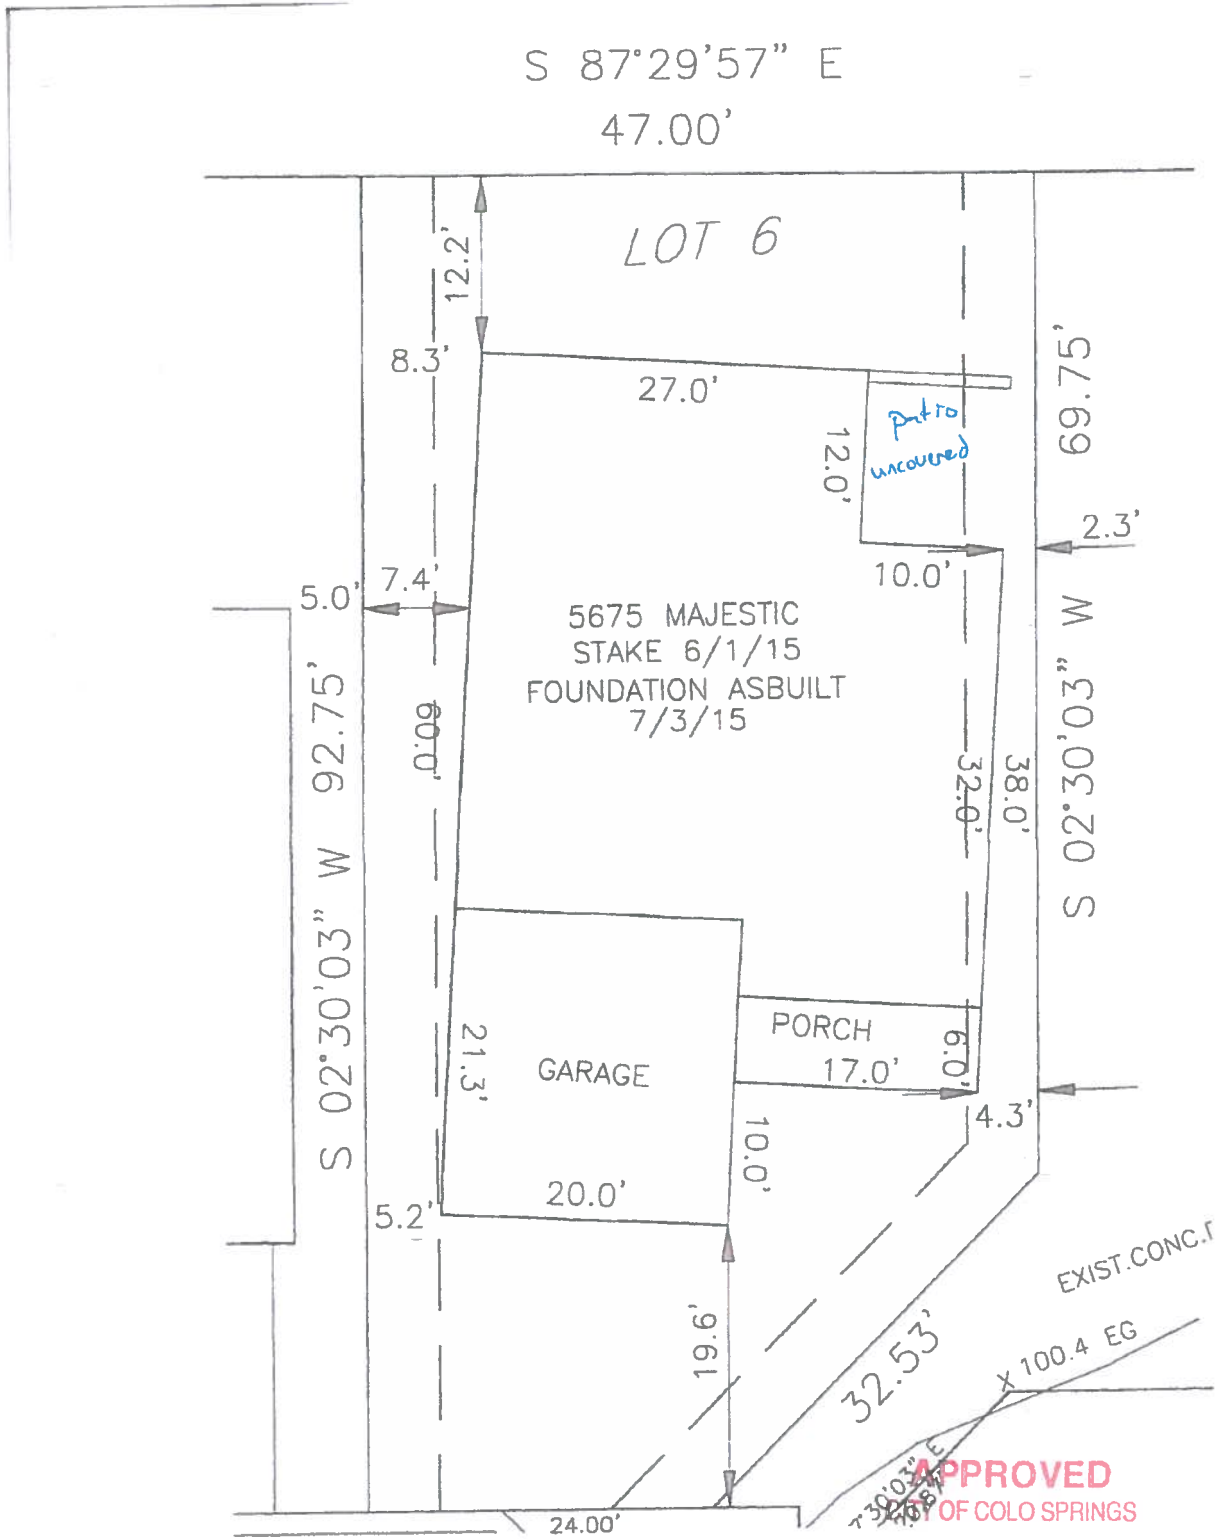 S 87°29'57" E
47.00'
LOT 6
12.2'
8.3'
27.0'
69.75'
patio
uncovered
12.0'
2.3'
10.0'
5.0'
7.4'
5675 MAJESTIC
STAKE 6/1/15
FOUNDATION ASBUILT
7/3/15
S 02°30'03" W 92.75'
60.0'
32.0'
38.0'
S 02°30'03" W
PORCH
17.0'
6.0'
4.3'
21.3'
GARAGE
10.0'
20.0'
5.2'
19.6'
EXIST.CONC.
32.53'
X 100.4 EG
APPROVED
OF COLO SPRINGS
24.00'